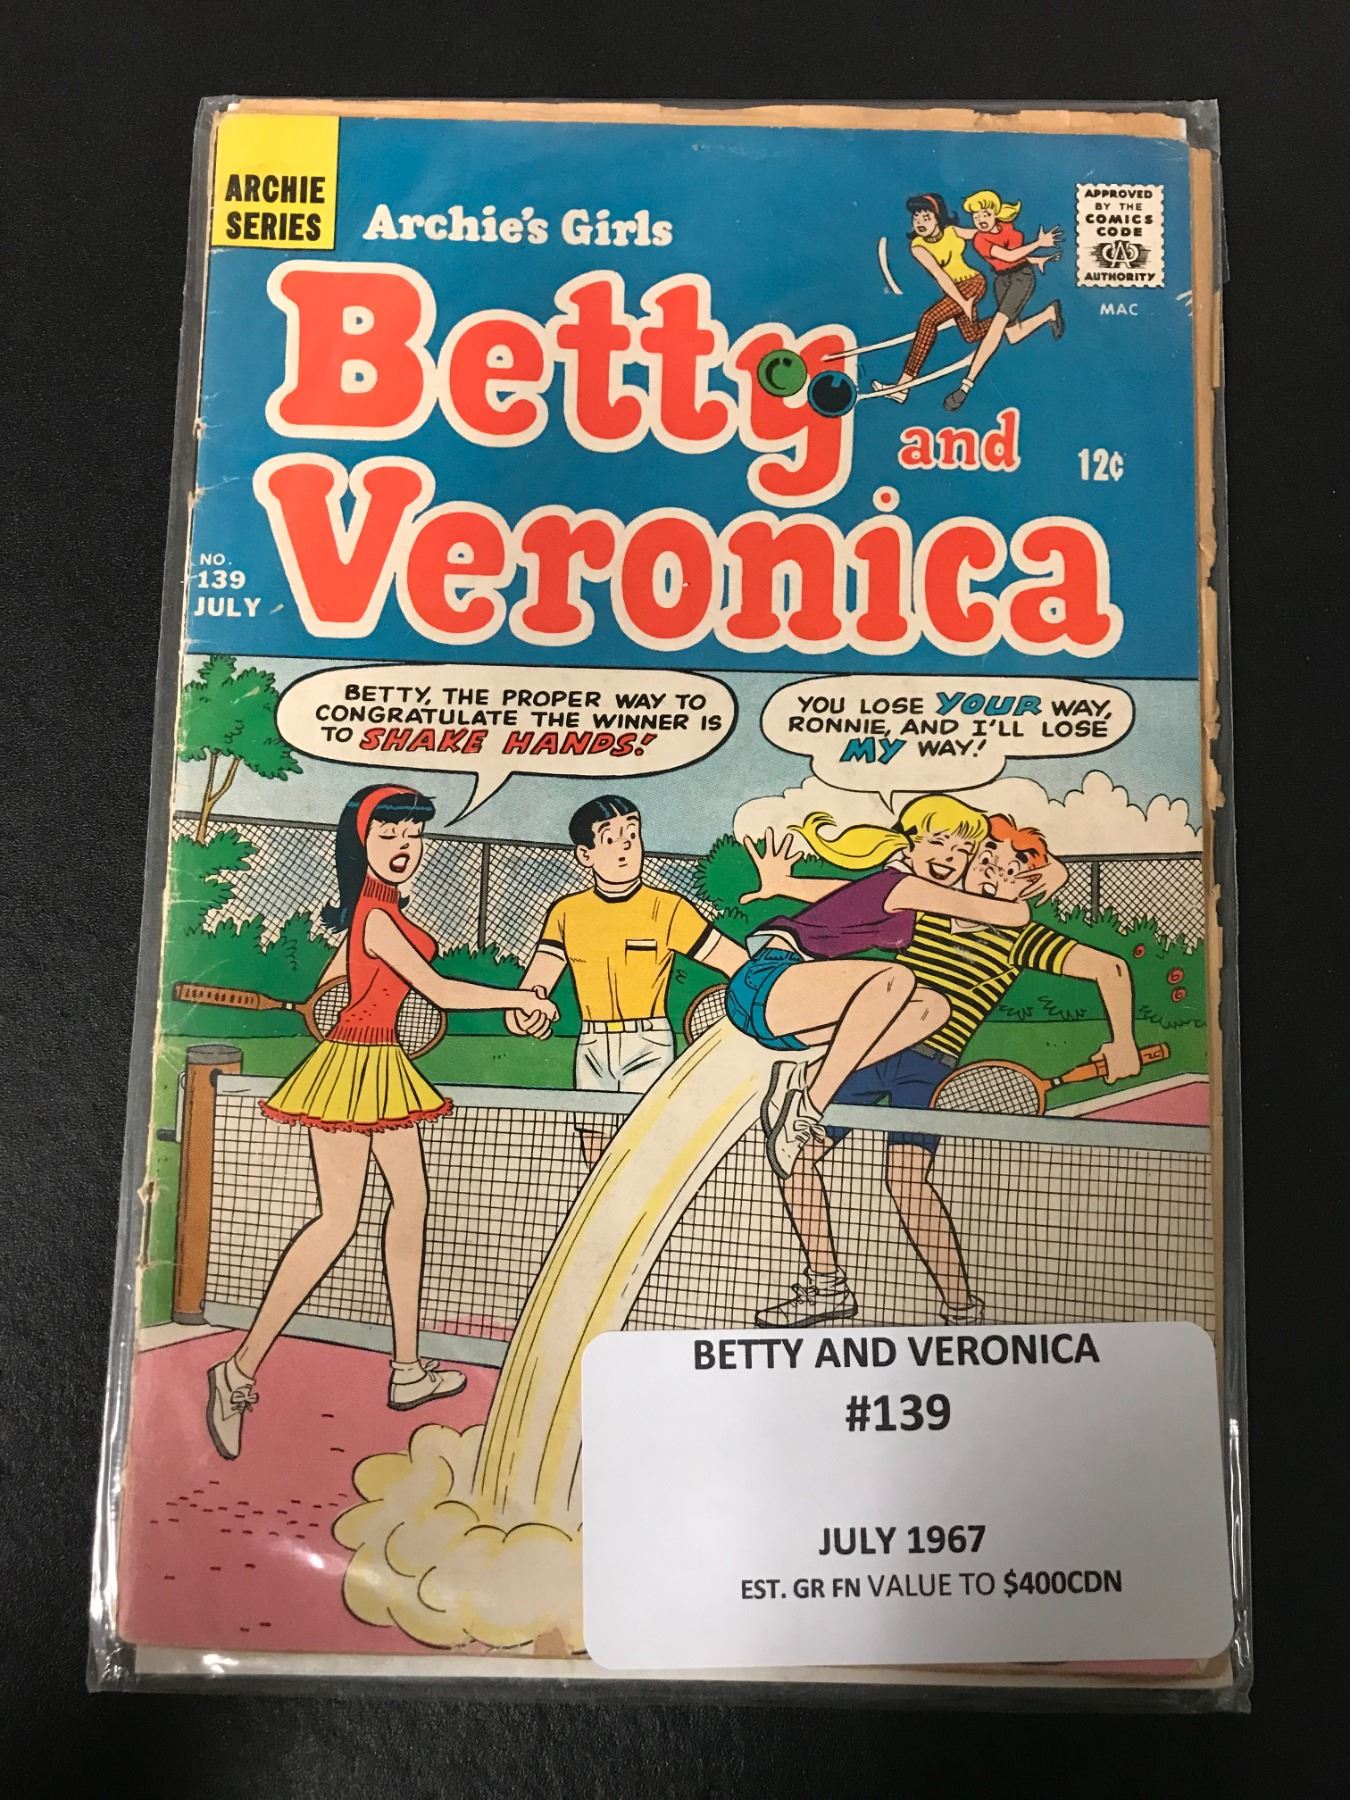 ARCHIE
SERIES
Archie's Girls
APPROVED
BY THE
COMICS
CODE
CA
AUTHORITY
MAC
Betty
and
12¢
Veronica
NO.
139
JULY
BETTY, THE PROPER WAY TO
CONGRATULATE THE WINNER IS
TO SHAKE HANDS!
YOU LOSE YOUR WAY,
RONNIE, AND I'LL LOSE
MY WAY!
BETTY AND VERONICA
#139
JULY 1967
EST. GR FN VALUE TO $400CDN